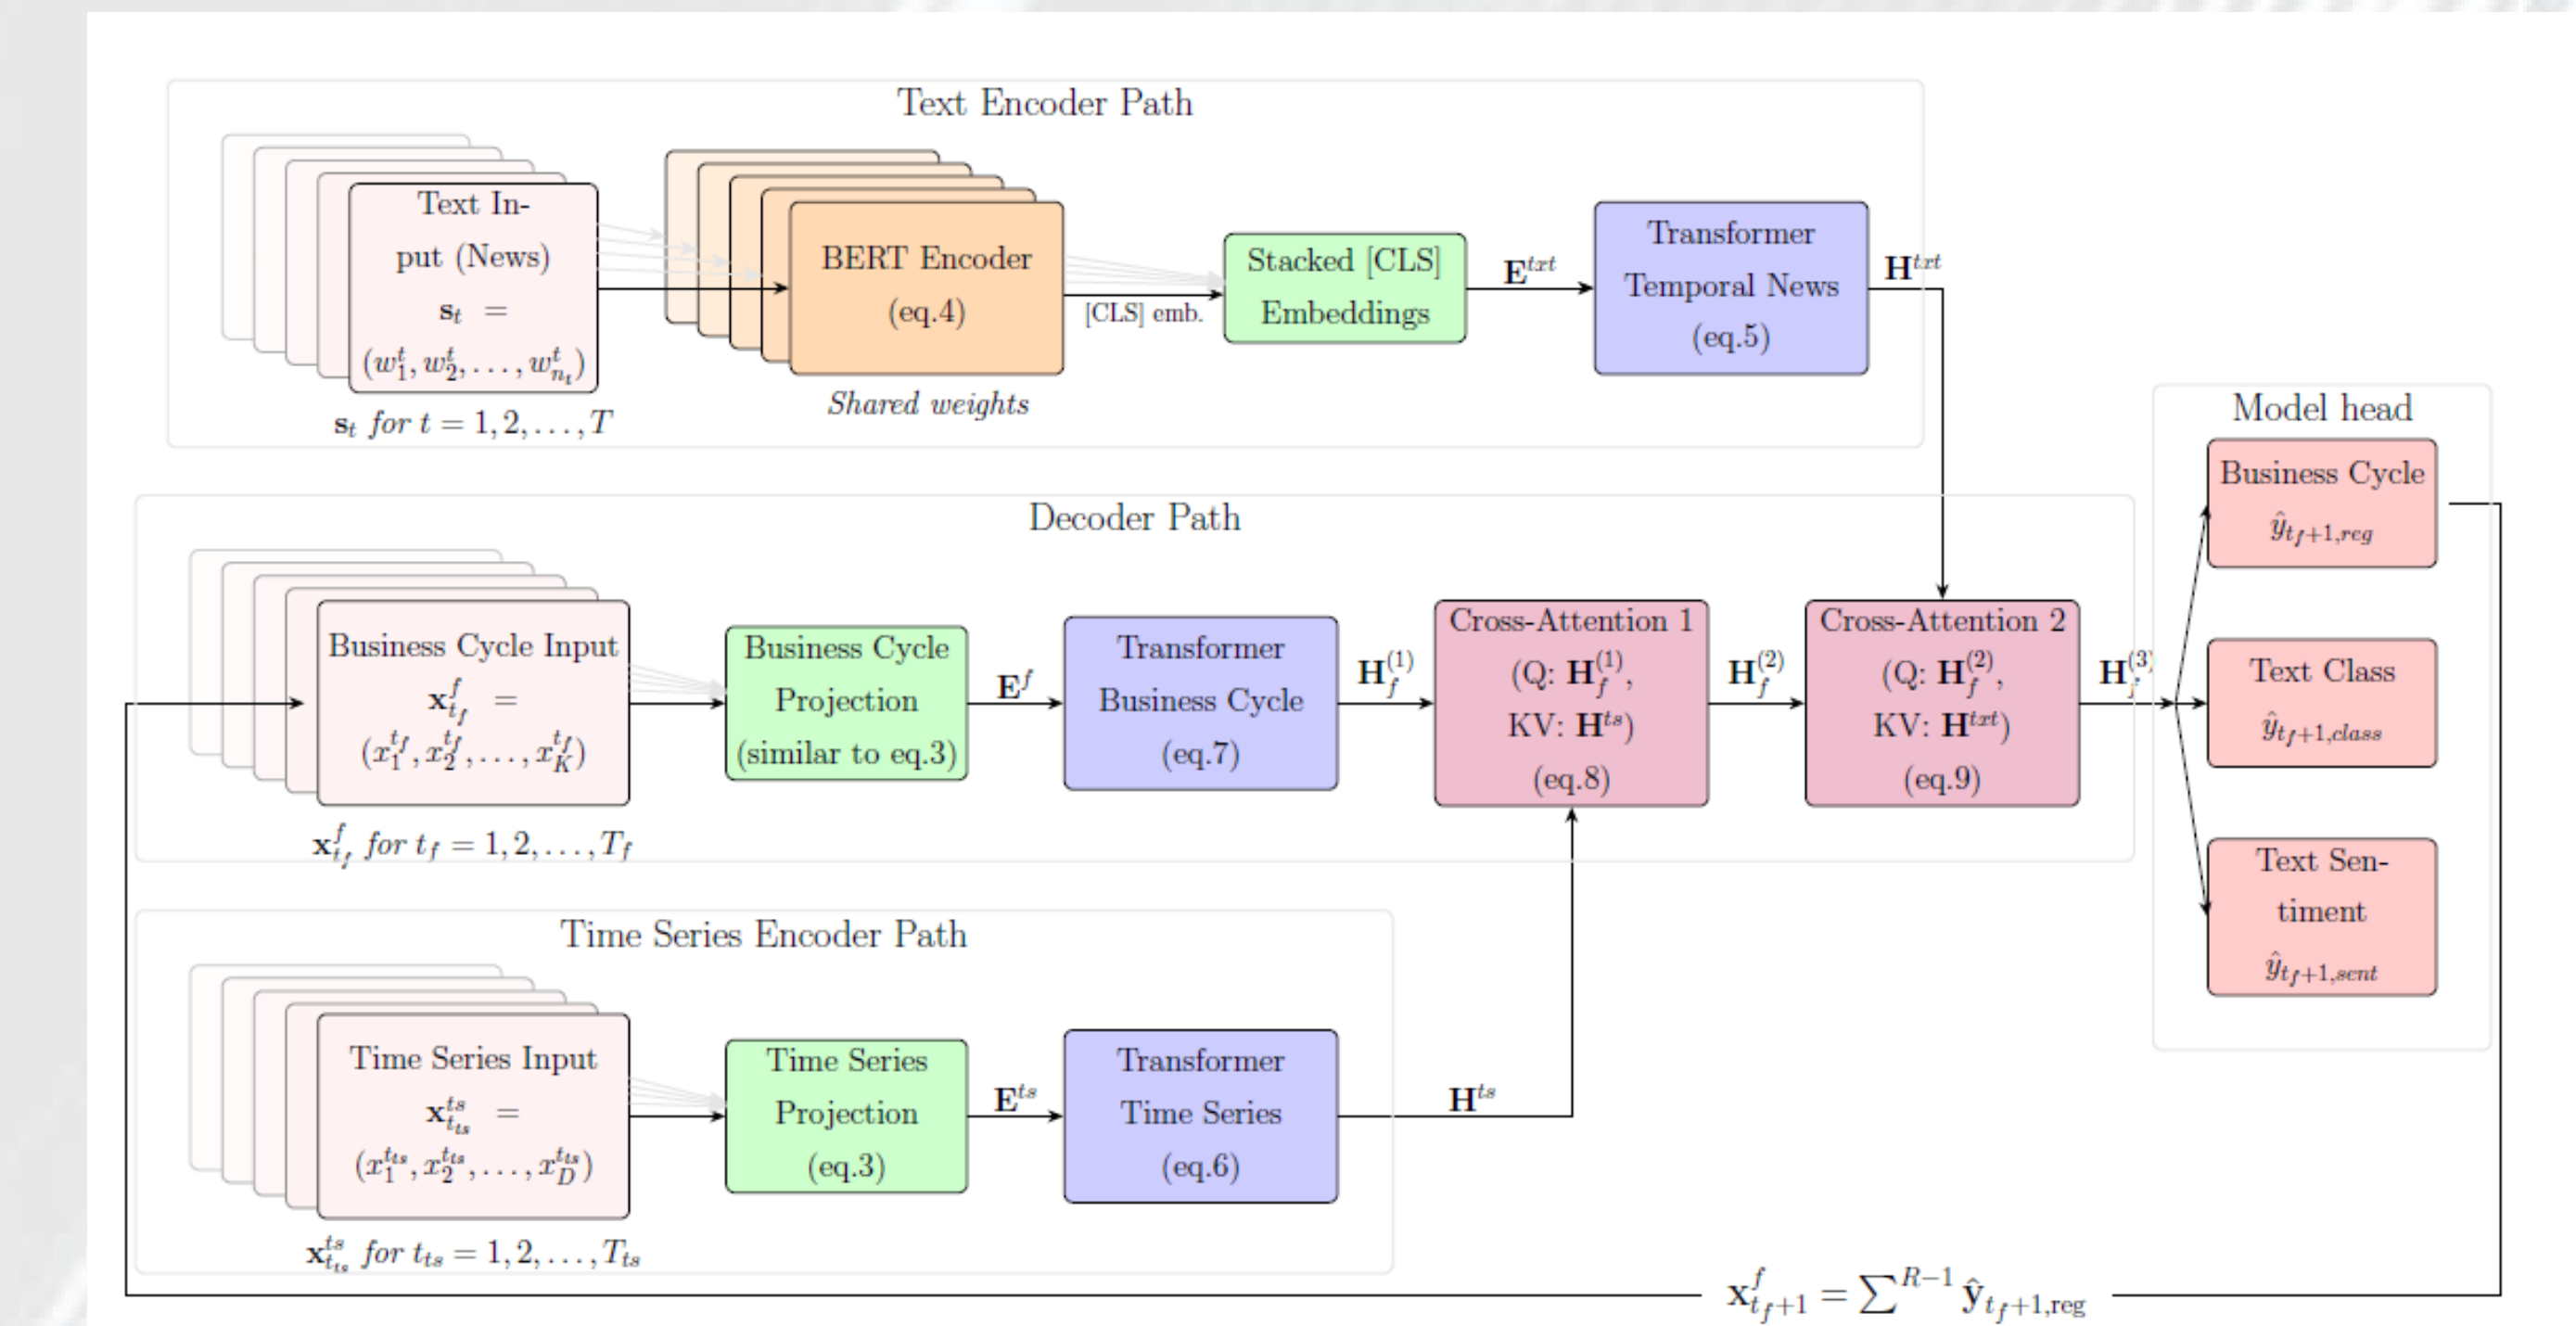 Text Encoder Path
Text In-
put (News)
s_t =
(w_1^t, w_2^t, . . . , w_{n_t}^t)
s_t for t = 1, 2, . . . , T
BERT Encoder
(eq.4)
Shared weights
[CLS] emb.
Stacked [CLS]
Embeddings
E^{txt}
Transformer
Temporal News
(eq.5)
H^{txt}
Decoder Path
Business Cycle Input
x_{t_f}^f =
(x_1^{t_f}, x_2^{t_f}, . . . , x_K^{t_f})
x_{t_f}^f for t_f = 1, 2, . . . , T_f
Business Cycle
Projection
(similar to eq.3)
E^f
Transformer
Business Cycle
(eq.7)
H_f^{(1)}
Cross-Attention 1
(Q: H_f^{(1)},
KV: H^{ts})
(eq.8)
H_f^{(2)}
Cross-Attention 2
(Q: H_f^{(2)},
KV: H^{txt})
(eq.9)
H_f^{(3)}
Model head
Business Cycle
ŷ_{t_f+1,reg}
Text Class
ŷ_{t_f+1,class}
Text Sen-
timent
ŷ_{t_f+1,sent}
Time Series Encoder Path
Time Series Input
x_{t_{ts}}^{ts} =
(x_1^{t_{ts}}, x_2^{t_{ts}}, . . . , x_D^{t_{ts}})
x_{t_{ts}}^{ts} for t_{ts} = 1, 2, . . . , T_{ts}
Time Series
Projection
(eq.3)
E^{ts}
Transformer
Time Series
(eq.6)
H^{ts}
x_{t_f+1}^f = ∑^{R−1} ŷ_{t_f+1,reg}